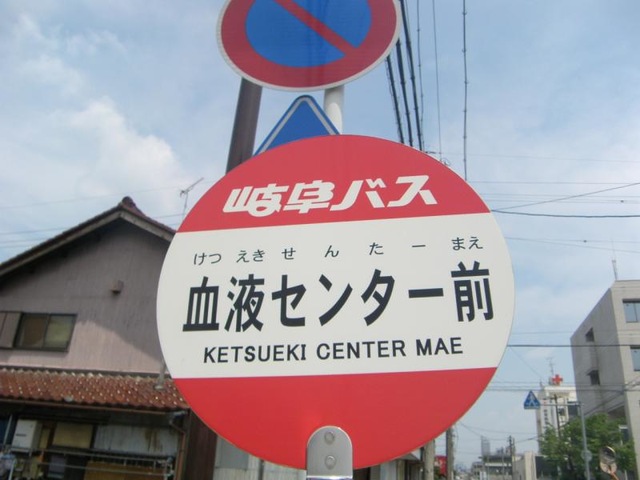 岐阜バス
けつ えき せ ん た ー まえ
血液センター前
KETSUEKI CENTER MAE